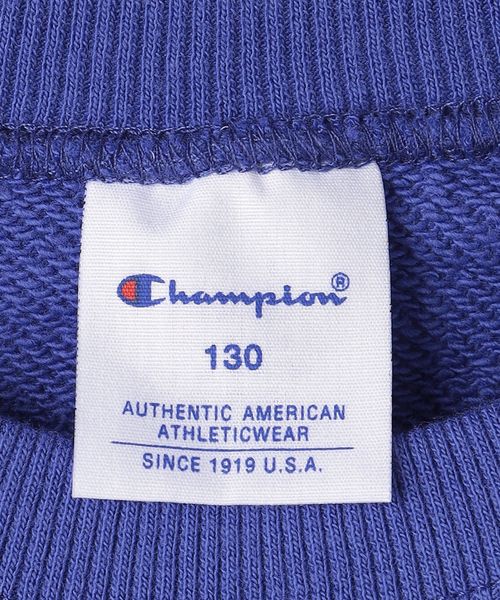 Champion®
130
AUTHENTIC AMERICAN
ATHLETICWEAR
SINCE 1919 U.S.A.